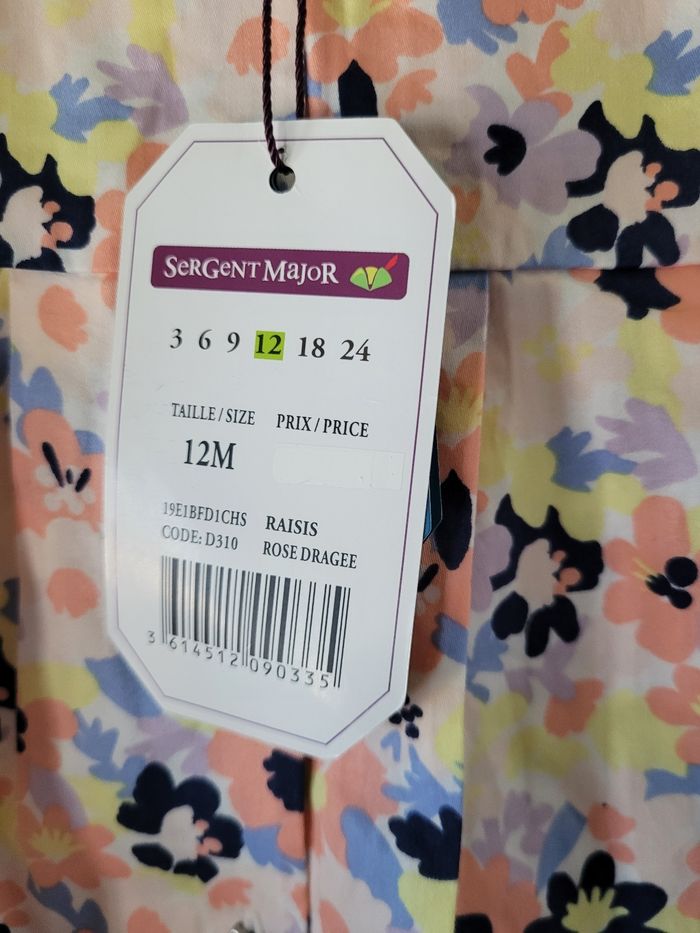 SERGENT MAJOR
3 6 9 12 18 24
TAILLE / SIZE PRIX / PRICE
12M
19E1BFD1CHS RAISIS
CODE: D310 ROSE DRAGEE
3 614512 090335